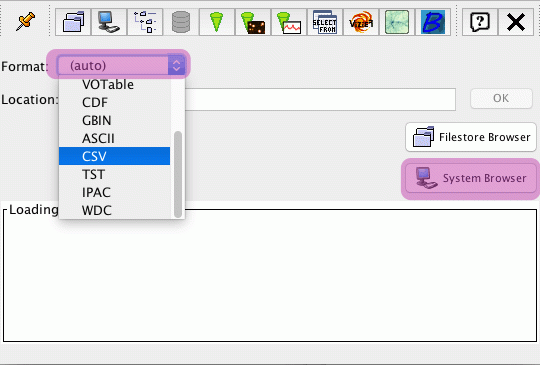 SELECT
FROM
VizieR
B
?
Format: (auto)
VOTable
CDF
GBIN
ASCII
CSV
TST
IPAC
WDC
Location:
OK
Filestore Browser
System Browser
Loading